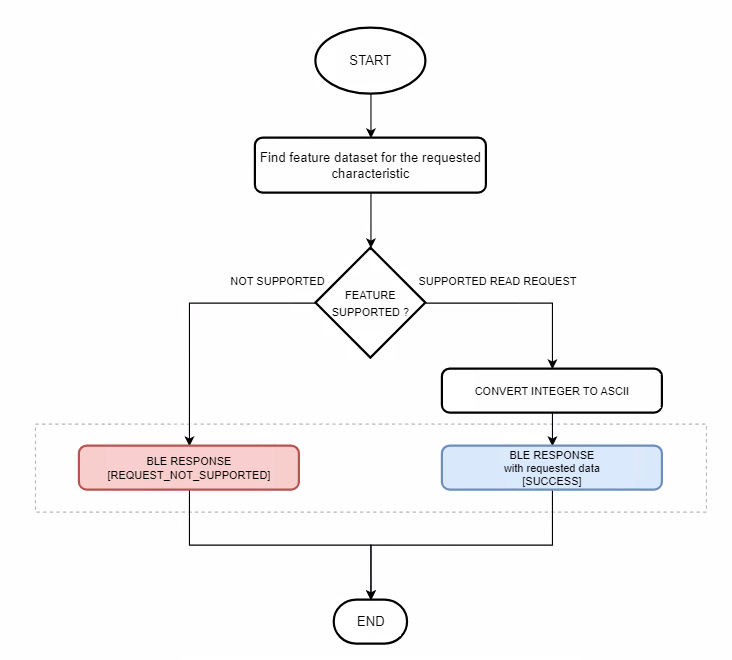 START
Find feature dataset for the requested
characteristic
NOT SUPPORTED
SUPPORTED READ REQUEST
FEATURE
SUPPORTED ?
CONVERT INTEGER TO ASCII
BLE RESPONSE
[REQUEST_NOT_SUPPORTED]
BLE RESPONSE
with requested data
[SUCCESS]
END